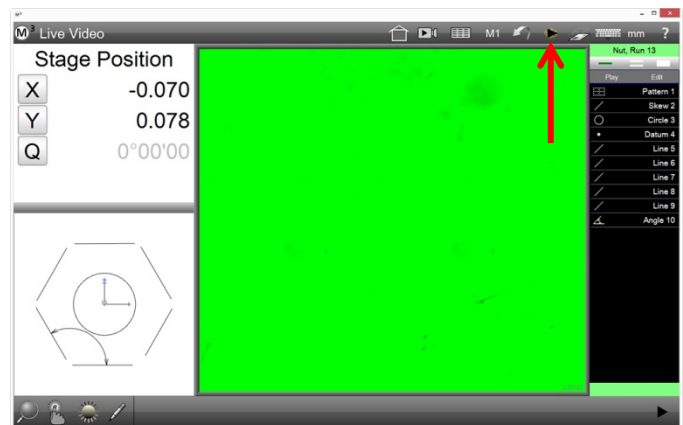 M³ Live Video M1 mm ?
Stage Position
X -0.070
Y 0.078
Q 0°00'00
Nut, Run 13
Play Edit
Pattern 1
Skew 2
Circle 3
Datum 4
Line 5
Line 6
Line 7
Line 8
Line 9
Angle 10